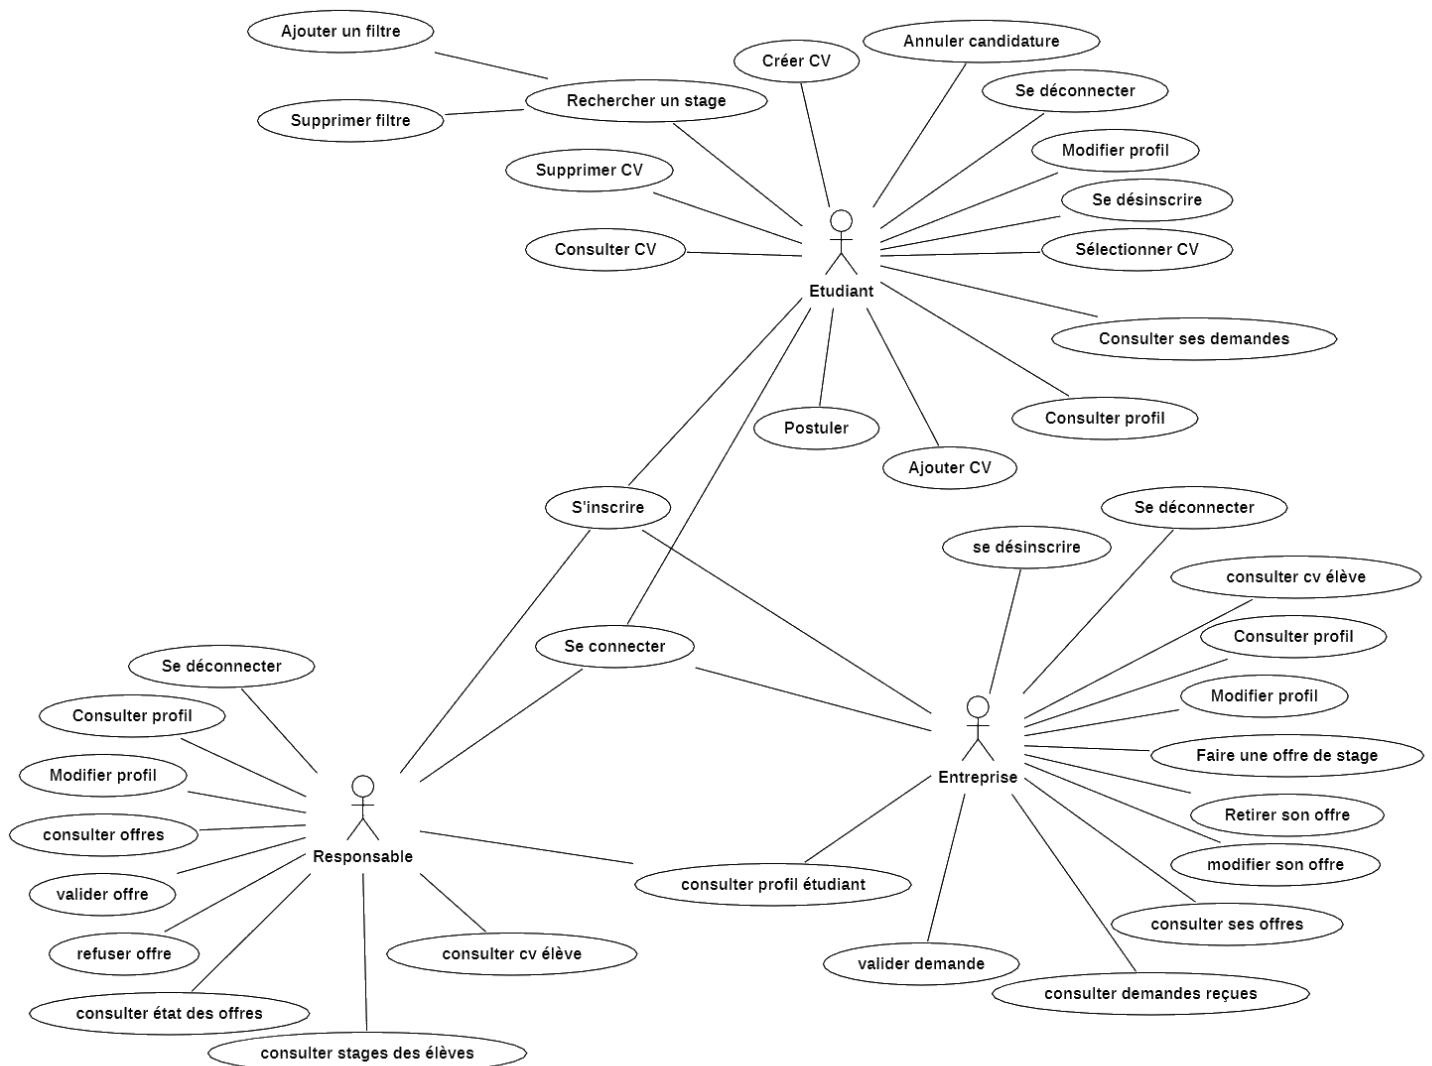 Ajouter un filtre
Annuler candidature
Créer CV
Se déconnecter
Rechercher un stage
Supprimer filtre
Modifier profil
Supprimer CV
Se désinscrire
Consulter CV
Sélectionner CV
Etudiant
Consulter ses demandes
Consulter profil
Postuler
Ajouter CV
S'inscrire
Se déconnecter
se désinscrire
consulter cv élève
Consulter profil
Se connecter
Se déconnecter
Modifier profil
Consulter profil
Faire une offre de stage
Entreprise
Modifier profil
Retirer son offre
consulter offres
Responsable
modifier son offre
consulter profil étudiant
valider offre
consulter ses offres
refuser offre
consulter cv élève
valider demande
consulter demandes reçues
consulter état des offres
consulter stages des élèves